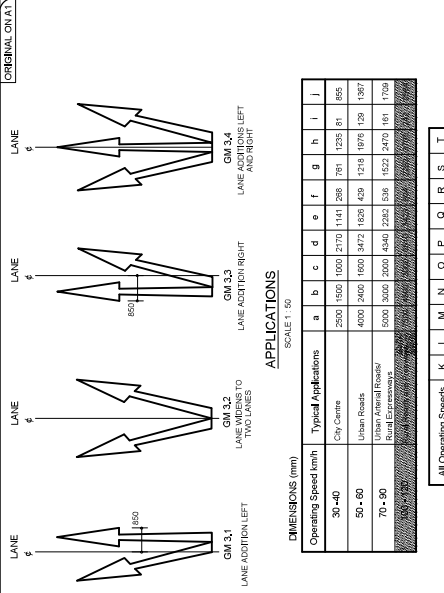 ORIGINAL ON A1
LANE LANE LANE LANE
850 850
GM 3.1 GM 3.2 GM 3.3 GM 3.4
LANE ADDITION LEFT
LANE WIDENS TO
TWO LANES
LANE ADDITION RIGHT
LANE ADDITIONS LEFT
AND RIGHT
APPLICATIONS
SCALE 1 : 50
DIMENSIONS (mm)
Operating Speed km/h Typical Applications a b c d e f g h i j
30 - 40 City Centre 2500 1500 1000 2170 1141 268 761 1235 81 855
50 - 60 Urban Roads 4000 2400 1600 3472 1826 429 1218 1976 129 1367
70 - 90 Urban Arterial Roads/
Rural Expressways 5000 3000 2000 4340 2282 536 1522 2470 161 1709
All Operating Speeds K L M N O P Q R S T